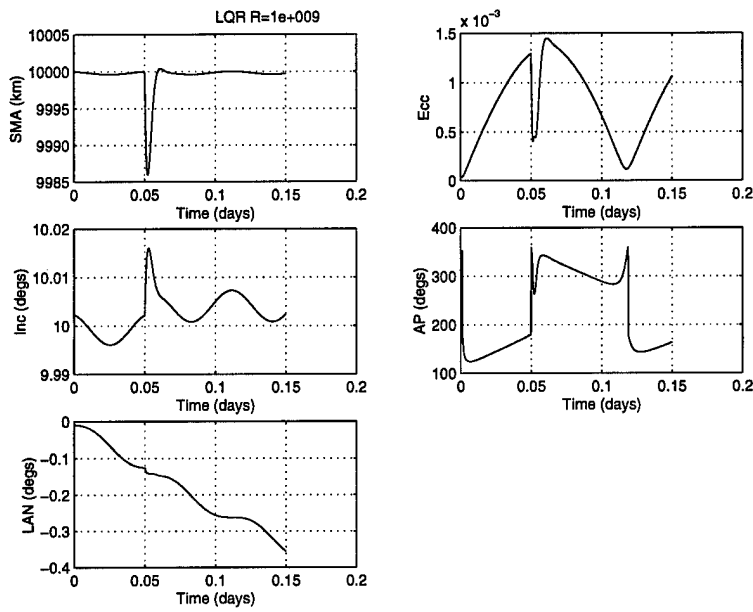 LQR R=1e+009
10005
10000
9995
9990
9985
SMA (km)
0 0.05 0.1 0.15 0.2
Time (days)
x 10⁻³
1.5
1
0.5
0
Ecc
0 0.05 0.1 0.15 0.2
Time (days)
10.02
10.01
10
9.99
Inc (degs)
0 0.05 0.1 0.15 0.2
Time (days)
400
300
200
100
AP (degs)
0 0.05 0.1 0.15 0.2
Time (days)
0
−0.1
−0.2
−0.3
−0.4
LAN (degs)
0 0.05 0.1 0.15 0.2
Time (days)